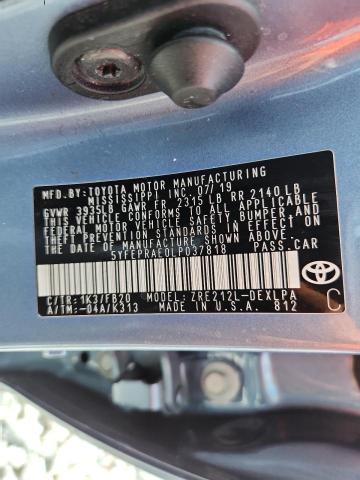 MFD. BY: TOYOTA MOTOR MANUFACTURING
MISSISSIPPI INC. 07/19
GVWR 3935LB GAWR FR 2315 LB RR 2140LB
THIS VEHICLE CONFORMS TO ALL APPLICABLE
FEDERAL MOTOR VEHICLE SAFETY, BUMPER AND
THEFT PREVENTION STANDARDS IN EFFECT ON
THE DATE OF MANUFACTURE SHOWN ABOVE.
5YFEPRAE0LP037818 PASS.CAR
C/TR: 1K3/FB20 MODEL: ZRE212L-DEXLPA
A/TM: -04A/K313 MADE IN U.S.A. 812
TOYOTA
C